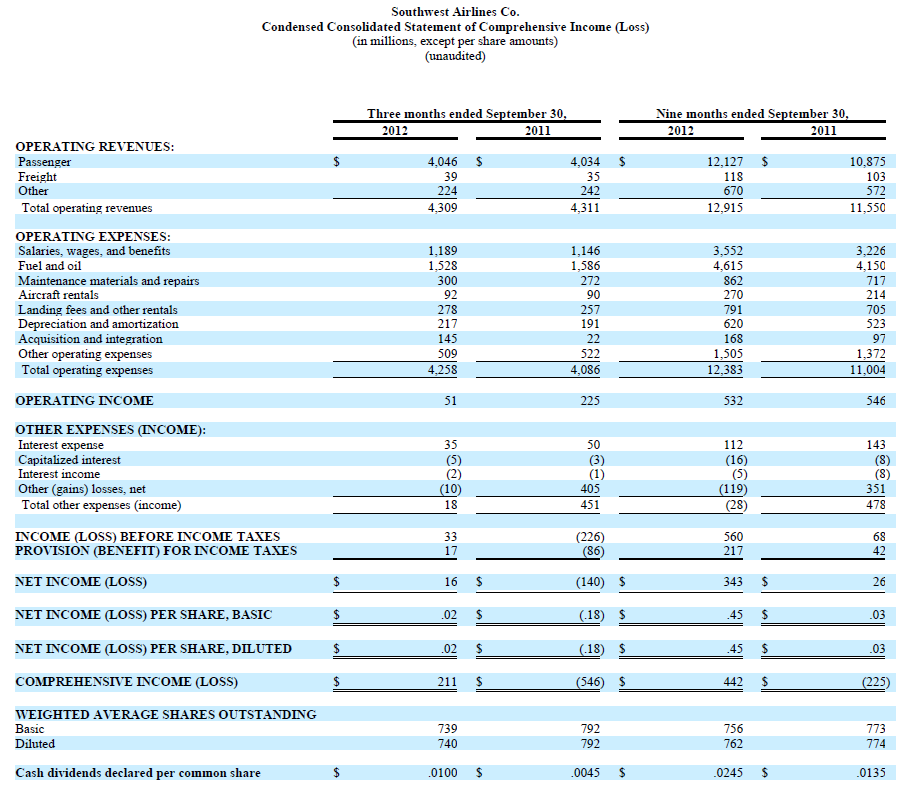 Southwest Airlines Co.
Condensed Consolidated Statement of Comprehensive Income (Loss)
(in millions, except per share amounts)
(unaudited)
Three months ended September 30, Nine months ended September 30,
2012 2011 2012 2011
OPERATING REVENUES:
Passenger $ 4,046 $ 4,034 $ 12,127 $ 10,875
Freight 39 35 118 103
Other 224 242 670 572
Total operating revenues 4,309 4,311 12,915 11,550
OPERATING EXPENSES:
Salaries, wages, and benefits 1,189 1,146 3,552 3,226
Fuel and oil 1,528 1,586 4,615 4,150
Maintenance materials and repairs 300 272 862 717
Aircraft rentals 92 90 270 214
Landing fees and other rentals 278 257 791 705
Depreciation and amortization 217 191 620 523
Acquisition and integration 145 22 168 97
Other operating expenses 509 522 1,505 1,372
Total operating expenses 4,258 4,086 12,383 11,004
OPERATING INCOME 51 225 532 546
OTHER EXPENSES (INCOME):
Interest expense 35 50 112 143
Capitalized interest (5) (3) (16) (8)
Interest income (2) (1) (5) (8)
Other (gains) losses, net (10) 405 (119) 351
Total other expenses (income) 18 451 (28) 478
INCOME (LOSS) BEFORE INCOME TAXES 33 (226) 560 68
PROVISION (BENEFIT) FOR INCOME TAXES 17 (86) 217 42
NET INCOME (LOSS) $ 16 $ (140) $ 343 $ 26
NET INCOME (LOSS) PER SHARE, BASIC $ .02 $ (.18) $ .45 $ .03
NET INCOME (LOSS) PER SHARE, DILUTED $ .02 $ (.18) $ .45 $ .03
COMPREHENSIVE INCOME (LOSS) $ 211 $ (546) $ 442 $ (225)
WEIGHTED AVERAGE SHARES OUTSTANDING
Basic 739 792 756 773
Diluted 740 792 762 774
Cash dividends declared per common share $ .0100 $ .0045 $ .0245 $ .0135